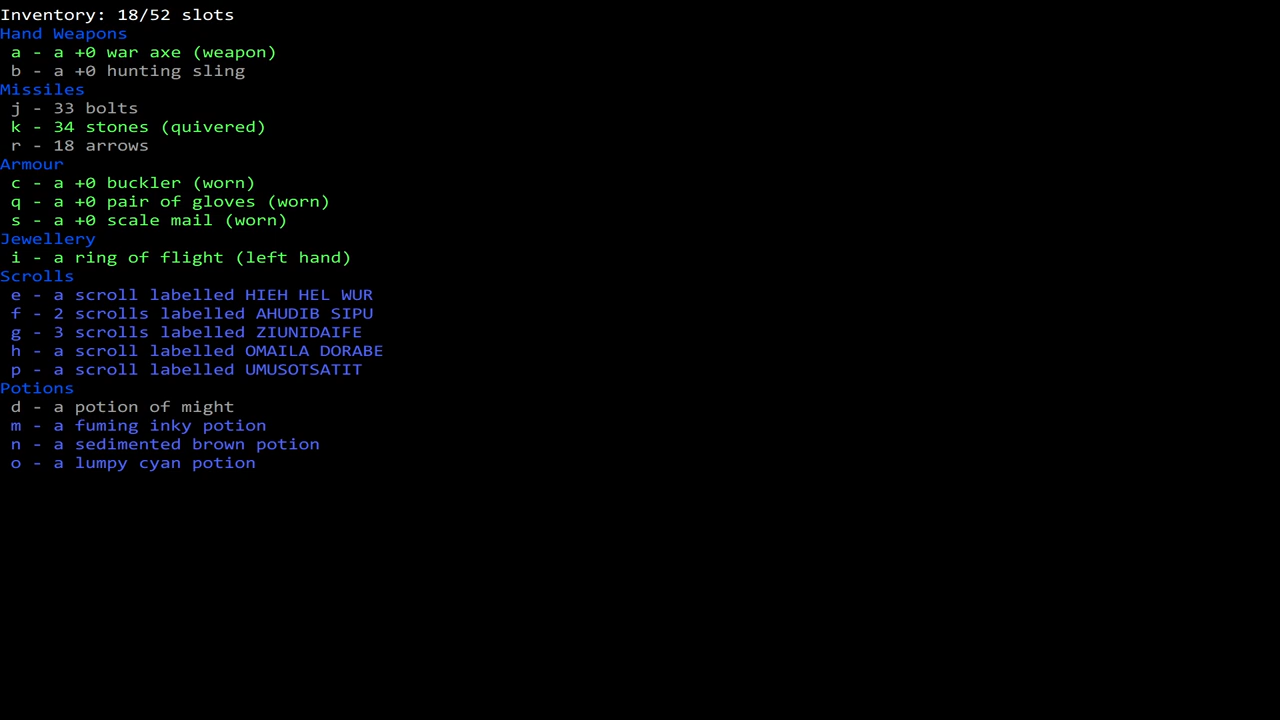 Inventory: 18/52 slots
Hand Weapons
a - a +0 war axe (weapon)
b - a +0 hunting sling
Missiles
j - 33 bolts
k - 34 stones (quivered)
r - 18 arrows
Armour
c - a +0 buckler (worn)
q - a +0 pair of gloves (worn)
s - a +0 scale mail (worn)
Jewellery
i - a ring of flight (left hand)
Scrolls
e - a scroll labelled HIEH HEL WUR
f - 2 scrolls labelled AHUDIB SIPU
g - 3 scrolls labelled ZIUNIDAIFE
h - a scroll labelled OMAILA DORABE
p - a scroll labelled UMUSOTSATIT
Potions
d - a potion of might
m - a fuming inky potion
n - a sedimented brown potion
o - a lumpy cyan potion